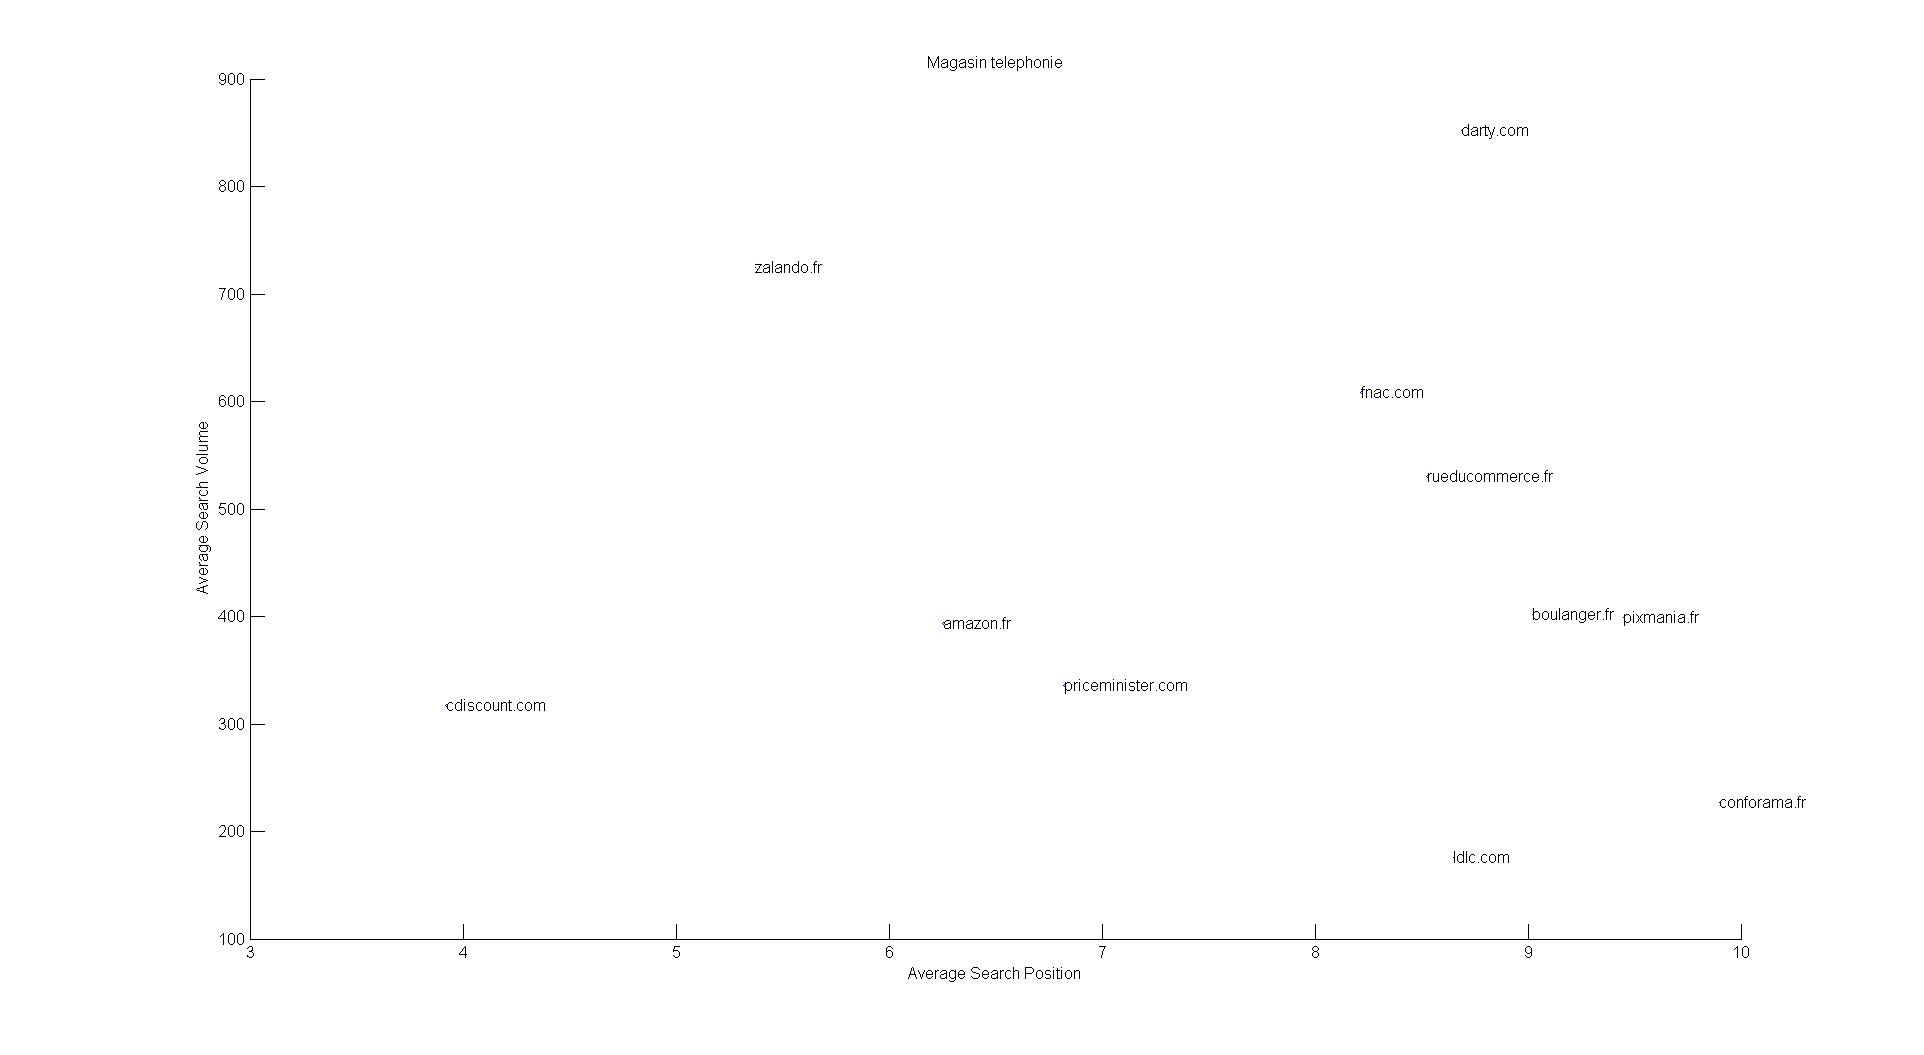 Magasin telephonie
900
darty.com
800
zalando.fr
700
fnac.com
600
rueducommerce.fr
500
Average Search Volume
boulanger.fr
pixmania.fr
400
amazon.fr
priceminister.com
cdiscount.com
300
conforama.fr
200
ldlc.com
100
3 4 5 6 7 8 9 10
Average Search Position